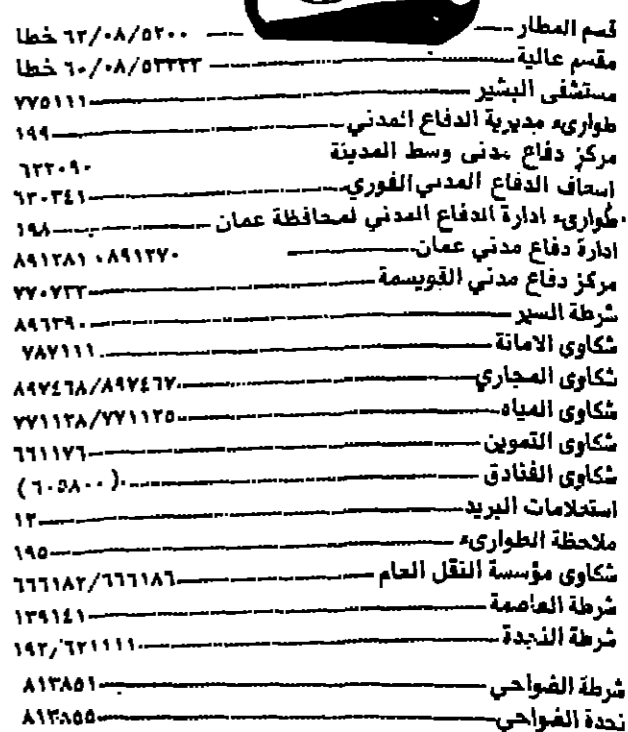 قسم المطار ٦٢/٠٨/٥٢٠٠ خطا
مقسم عالية ٦٠/٠٨/٥٣٢٣٢ خطا
مستشفى البشير ٧٧٥١١١
طوارىء مديرية الدفاع المدني ١٩٩
مركز دفاع مدنى وسط المدينة ٦٢٢٠٩٠
إسعاف الدفاع المدني الفوري ٦٣٠٣٤١
طوارىء ادارة الدفاع المدني لمحافظة عمان ١٩٨
ادارة دفاع مدني عمان ٨٩١٢٧٠، ٨٩١٢٨١
مركز دفاع مدني القويسمة ٧٧٠٧٣٣
شرطة السير ٨٩٦٣٩٠
شكاوى الامانة ٧٨٧١١١
شكاوى المجاري ٨٩٧٤٦٨/٨٩٧٤٦٧
شكاوى المياه ٧٧١١٢٨/٧٧١١٢٥
شكاوى التموين ٦٦١١٧٦
شكاوى الفنادق (٦٠٥٨٠٠)
استعلامات البريد ١٢
ملاحظة الطوارىء ١٩٥
شكاوى مؤسسة النقل العام ٦٦٦١٨٢/٦٦٦١٨٦
شرطة العاصمة ١٣٩١٤١
شرطة النجدة ١٩٢/٦٢١١١١
شرطة الضواحي ٨١٣٨٥١
نجدة الضواحي ٨١٣٨٥٥